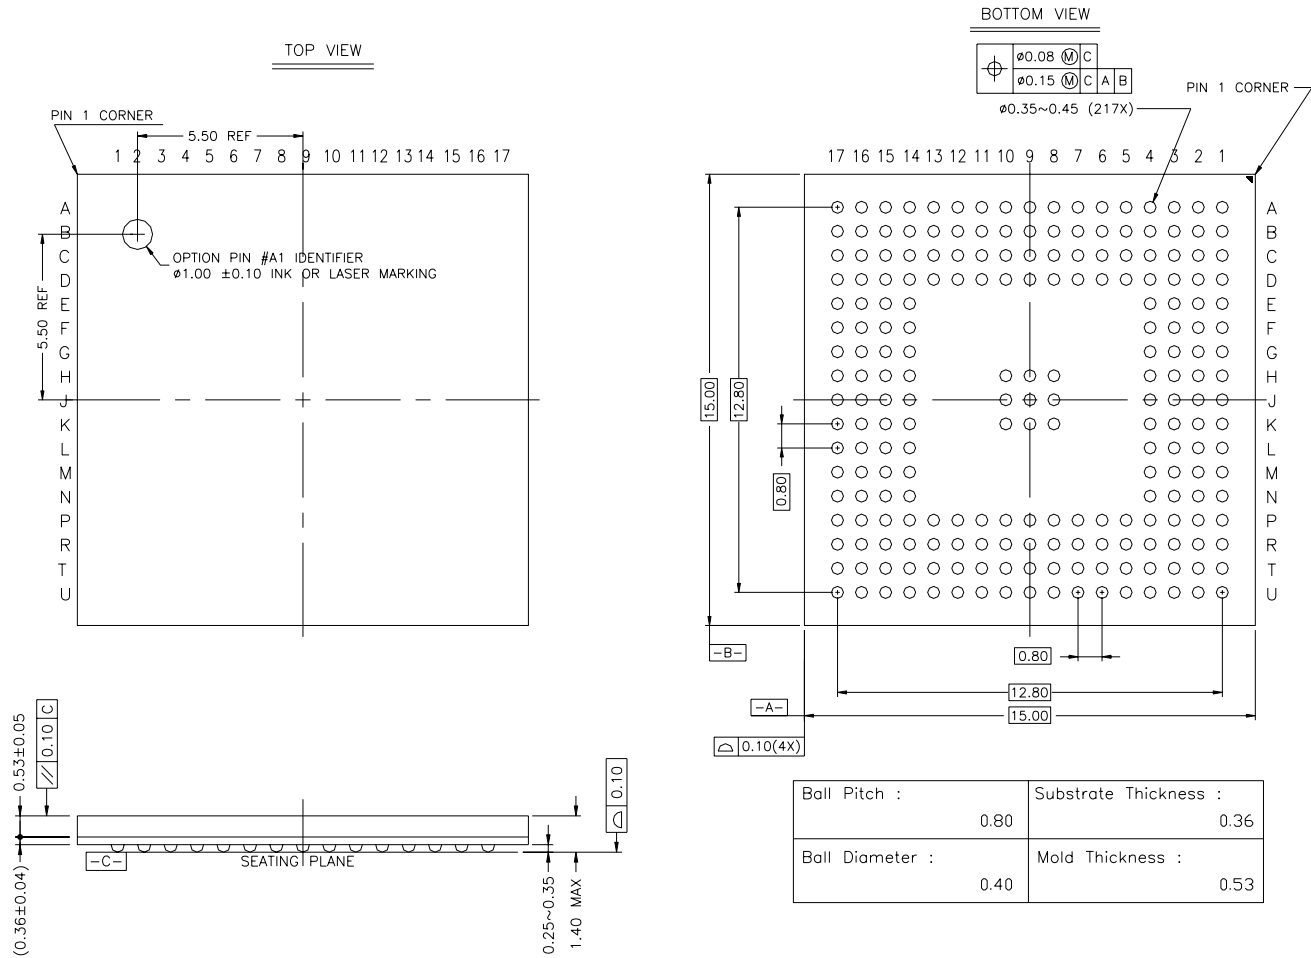 TOP VIEW
PIN 1 CORNER
5.50 REF
1 2 3 4 5 6 7 8 9 10 11 12 13 14 15 16 17
A
B
C
D
E
F
G
H
J
K
L
M
N
P
R
T
U
5.50 REF
OPTION PIN #A1 IDENTIFIER
ø1.00 ±0.10 INK OR LASER MARKING
BOTTOM VIEW
ø0.08 Ⓜ C
ø0.15 Ⓜ C A B
ø0.35~0.45 (217X)
PIN 1 CORNER
17 16 15 14 13 12 11 10 9 8 7 6 5 4 3 2 1
A
B
C
D
E
F
G
H
J
K
L
M
N
P
R
T
U
15.00
12.80
0.80
-B-
0.80
12.80
-A-
15.00
0.10(4X)
0.53±0.05
// 0.10 C
(0.36±0.04)
-C-
SEATING PLANE
0.25~0.35
1.40 MAX
0.10
Ball Pitch :
0.80
Substrate Thickness :
0.36
Ball Diameter :
0.40
Mold Thickness :
0.53